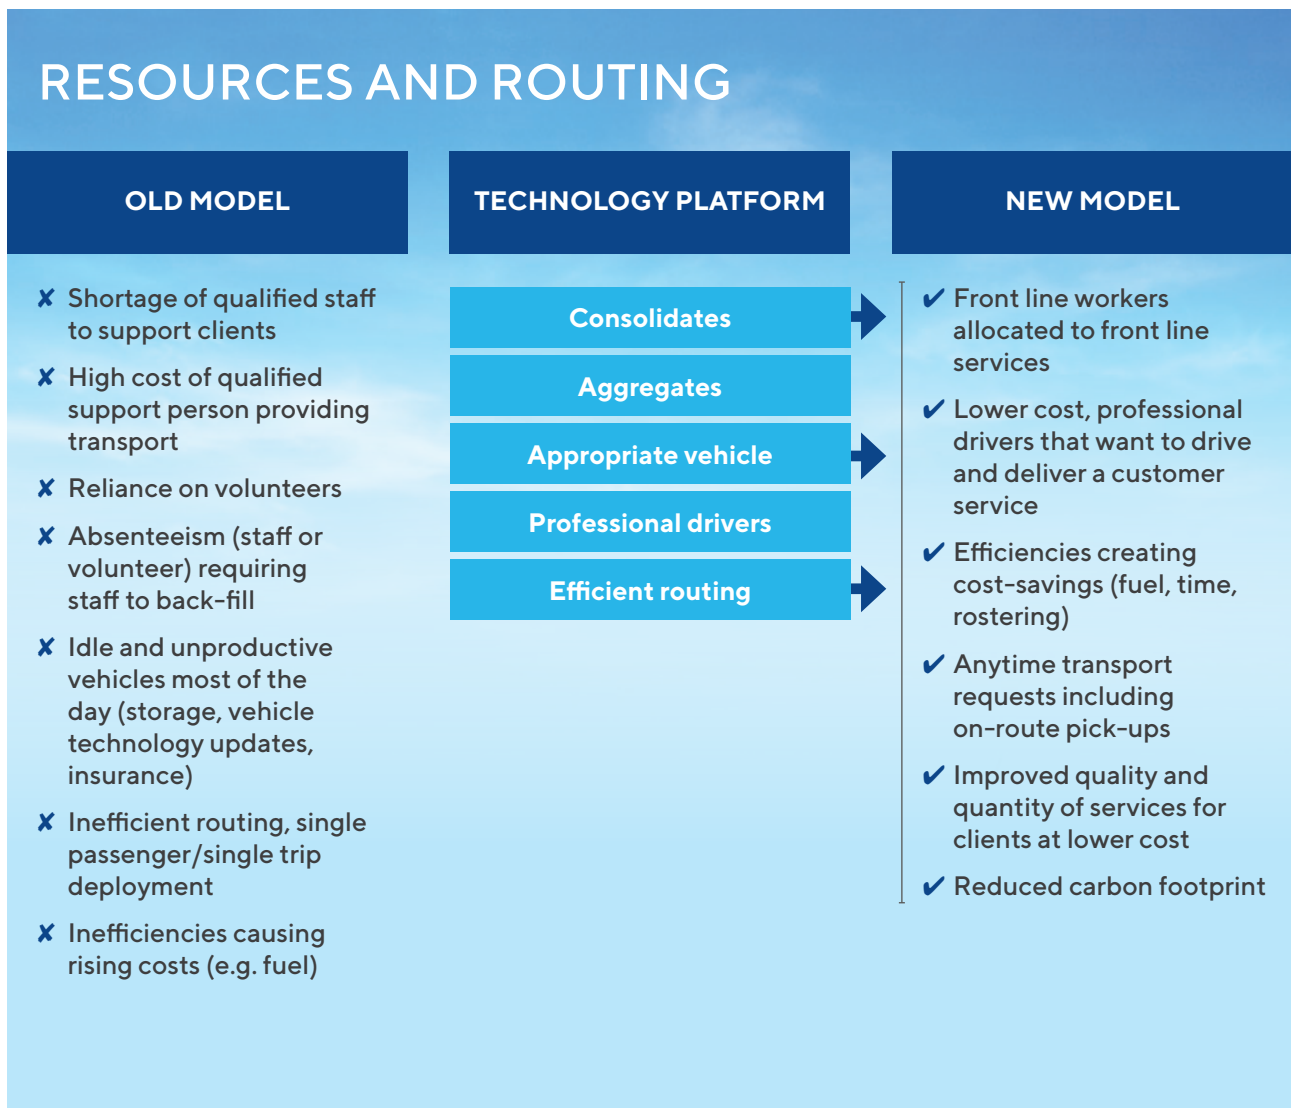 RESOURCES AND ROUTING
OLD MODEL
✘ Shortage of qualified staff
to support clients
✘ High cost of qualified
support person providing
transport
✘ Reliance on volunteers
✘ Absenteeism (staff or
volunteer) requiring
staff to back-fill
✘ Idle and unproductive
vehicles most of the
day (storage, vehicle
technology updates,
insurance)
✘ Inefficient routing, single
passenger/single trip
deployment
✘ Inefficiencies causing
rising costs (e.g. fuel)
TECHNOLOGY PLATFORM
Consolidates
Aggregates
Appropriate vehicle
Professional drivers
Efficient routing
NEW MODEL
✔ Front line workers
allocated to front line
services
✔ Lower cost, professional
drivers that want to drive
and deliver a customer
service
✔ Efficiencies creating
cost-savings (fuel, time,
rostering)
✔ Anytime transport
requests including
on-route pick-ups
✔ Improved quality and
quantity of services for
clients at lower cost
✔ Reduced carbon footprint